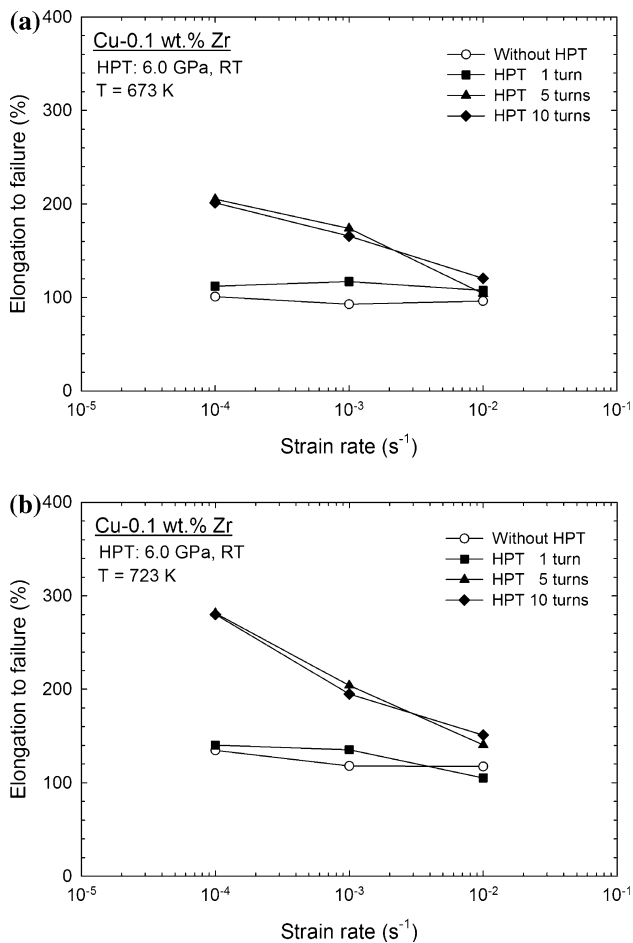 (a)
400
300
200
100
0
Elongation to failure (%)
Cu-0.1 wt.% Zr
HPT: 6.0 GPa, RT
T = 673 K
Without HPT
HPT 1 turn
HPT 5 turns
HPT 10 turns
10⁻⁵ 10⁻⁴ 10⁻³ 10⁻² 10⁻¹
Strain rate (s⁻¹)
(b)
400
300
200
100
0
Elongation to failure (%)
Cu-0.1 wt.% Zr
HPT: 6.0 GPa, RT
T = 723 K
Without HPT
HPT 1 turn
HPT 5 turns
HPT 10 turns
10⁻⁵ 10⁻⁴ 10⁻³ 10⁻² 10⁻¹
Strain rate (s⁻¹)